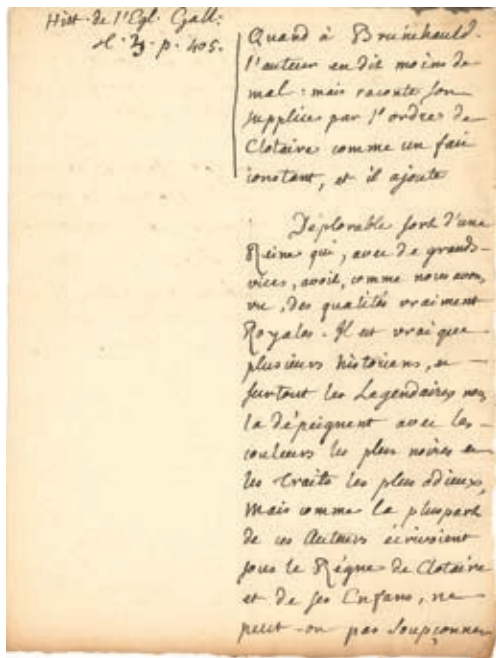 Hist. de l'Egl. Gall.
t. 3. p. 405.
Quand à Brunehauld.
l'auteur en dit moins de
mal : mais raconte son
supplice par l'ordre de
Clotaire comme un fait
constant, et il ajoute
Déplorable sort d'une
Reine qui, avec de grands
vices, avoit, comme nous avons
vu, des qualités vraiment
Royales. Il est vrai que
plusieurs historiens, et
surtout les Legendaires nous
la dépeignent avec les
couleurs les plus noires et
les traits les plus odieux,
Mais comme la pluspart
de ces Auteurs écrivoient
sous le Régne de Clotaire
et de ses Enfans, ne
peut-on pas soupçonner